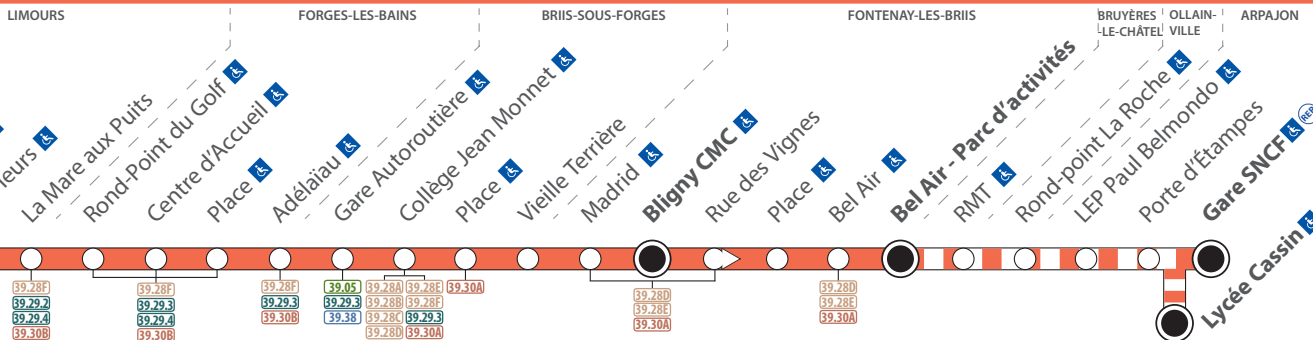 LIMOURS
FORGES-LES-BAINS
BRIIS-SOUS-FORGES
FONTENAY-LES-BRIIS
BRUYÈRES
-LE-CHÂTEL
OLLAIN-
VILLE
ARPAJON
La Mare aux Puits
Rond-Point du Golf
Centre d'Accueil
Place
Adélaïau
Gare Autoroutière
Collège Jean Monnet
Place
Vieille Terrière
Madrid
Bligny CMC
Rue des Vignes
Place
Bel Air
Bel Air - Parc d'activités
RMT
Rond-point La Roche
LEP Paul Belmondo
Porte d'Étampes
Gare SNCF
RER
Lycée Cassin
39.28F
39.29.2
39.29.4
39.30B
39.28F
39.29.3
39.29.4
39.30B
39.28F
39.29.3
39.30B
39.05
39.29.3
39.38
39.28A
39.28B
39.28C
39.28D
39.28E
39.28F
39.29.3
39.30A
39.30A
39.28D
39.28E
39.30A
39.28D
39.28E
39.30A